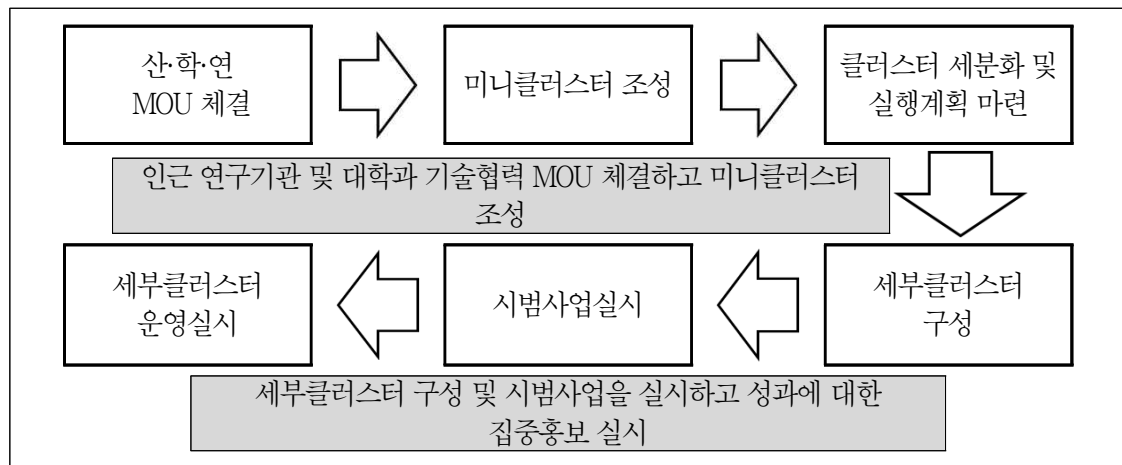 산·학·연
MOU 체결
미니클러스터 조성
클러스터 세분화 및
실행계획 마련
인근 연구기관 및 대학과 기술협력 MOU 체결하고 미니클러스터
조성
세부클러스터
구성
시범사업실시
세부클러스터
운영실시
세부클러스터 구성 및 시범사업을 실시하고 성과에 대한
집중홍보 실시